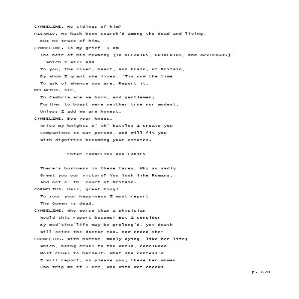 CYMBELINE. No tidings of him?
PISANIO. He hath been search'd among the dead and living,
But no trace of him.
CYMBELINE. To my grief, I am
The heir of his reward; [To BELARIUS, GUIDERIUS, and ARVIRAGUS]
which I will add
To you, the liver, heart, and brain, of Britain,
By whom I grant she lives. 'Tis now the time
To ask of whence you are. Report it.
BELARIUS. Sir,
In Cambria are we born, and gentlemen;
Further to boast were neither true nor modest,
Unless I add we are honest.
CYMBELINE. Bow your knees.
Arise my knights o' th' battle; I create you
Companions to our person, and will fit you
With dignities becoming your estates.
Enter CORNELIUS and LADIES
There's business in these faces. Why so sadly
Greet you our victory? You look like Romans,
And not o' th' court of Britain.
CORNELIUS. Hail, great King!
To sour your happiness I must report
The Queen is dead.
CYMBELINE. Who worse than a physician
Would this report become? But I consider
By med'cine life may be prolong'd, yet death
Will seize the doctor too. How ended she?
CORNELIUS. With horror, madly dying, like her life;
Which, being cruel to the world, concluded
Most cruel to herself. What she confess'd
I will report, so please you; these her women
Can trip me if I err, who with wet cheeks